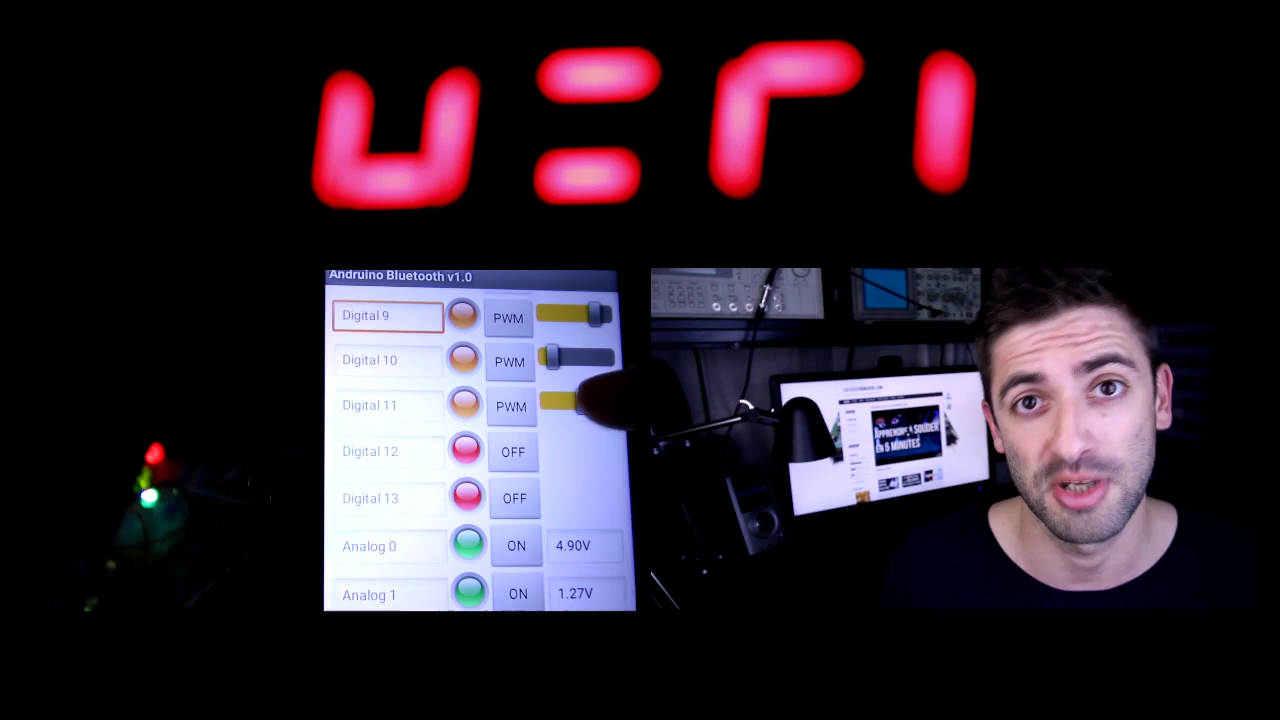 Andruino Bluetooth v1.0
Digital 9 PWM
Digital 10 PWM
Digital 11 PWM
Digital 12 OFF
Digital 13 OFF
Analog 0 ON 4.90V
Analog 1 ON 1.27V
APPRENDRE A SOUDER
EN 5 MINUTES